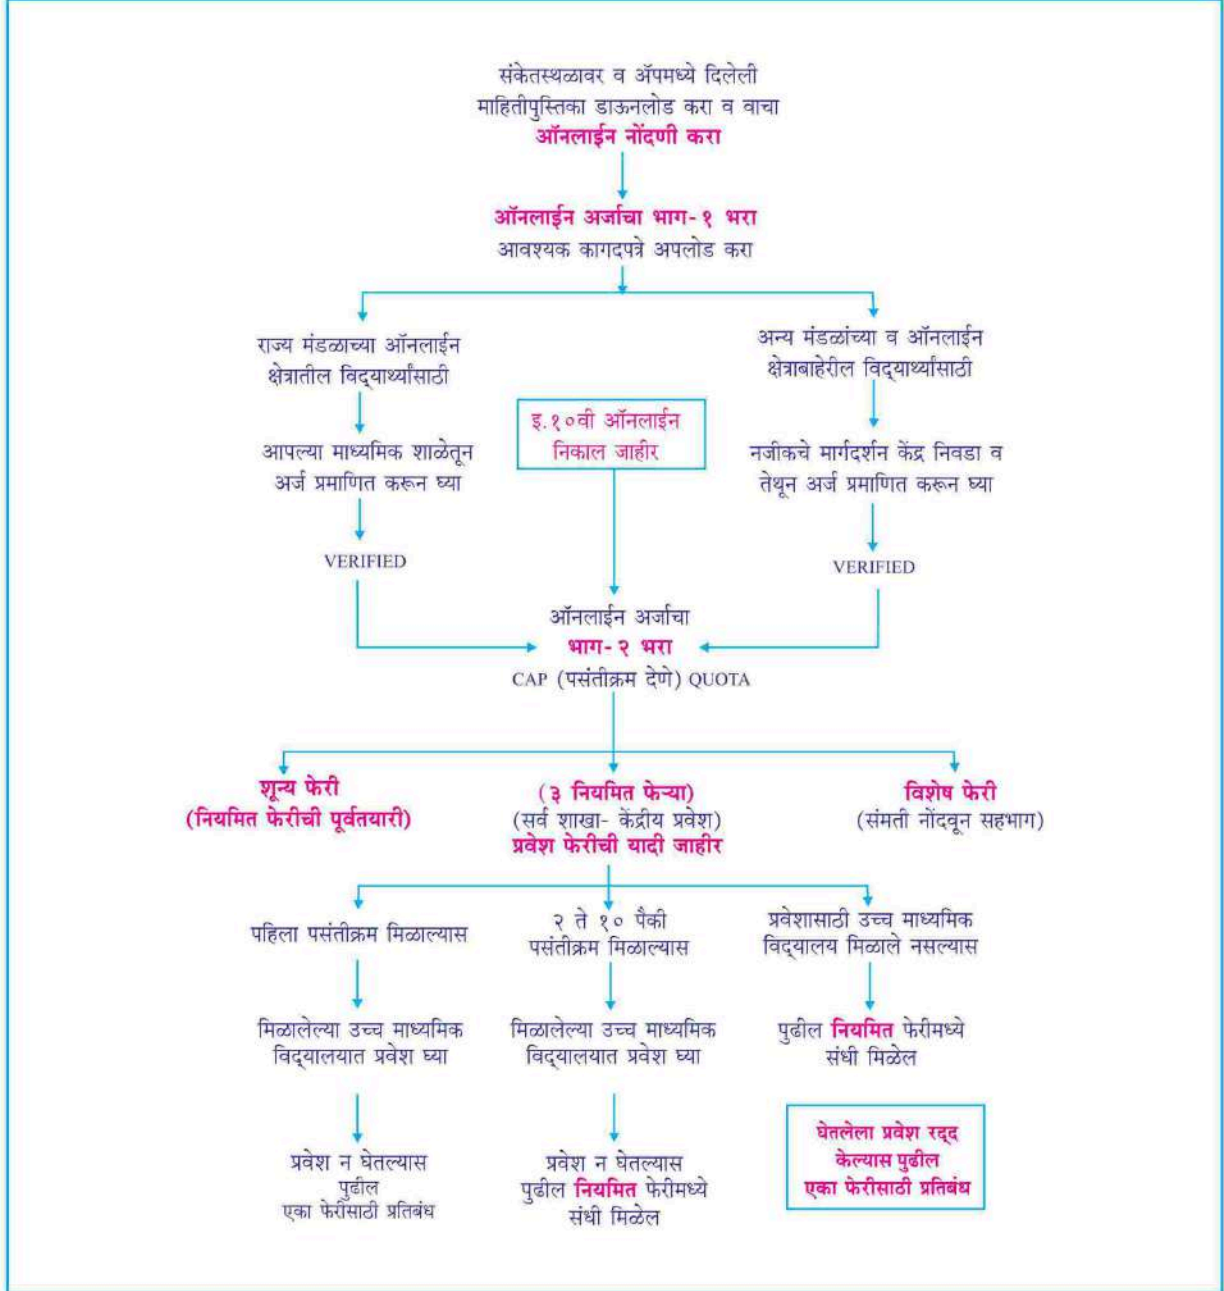 संकेतस्थळावर व ॲपमध्ये दिलेली
माहितीपुस्तिका डाऊनलोड करा व वाचा
ऑनलाईन नोंदणी करा
ऑनलाईन अर्जाचा भाग- १ भरा
आवश्यक कागदपत्रे अपलोड करा
राज्य मंडळाच्या ऑनलाईन
क्षेत्रातील विद्‌यार्थ्यांसाठी
अन्य मंडळांच्या व ऑनलाईन
क्षेत्राबाहेरील विद्‌यार्थ्यांसाठी
इ.१०वी ऑनलाईन
निकाल जाहीर
आपल्या माध्यमिक शाळेतून
अर्ज प्रमाणित करून घ्या
नजीकचे मार्गदर्शन केंद्र निवडा व
तेथून अर्ज प्रमाणित करून घ्या
VERIFIED
VERIFIED
ऑनलाईन अर्जाचा
भाग- २ भरा
CAP (पसंतीक्रम देणे) QUOTA
शून्य फेरी
(नियमित फेरीची पूर्वतयारी)
(३ नियमित फेऱ्या)
(सर्व शाखा- केंद्रीय प्रवेश)
प्रवेश फेरीची यादी जाहीर
विशेष फेरी
(संमती नोंदवून सहभाग)
पहिला पसंतीक्रम मिळाल्यास
२ ते १० पैकी
पसंतीक्रम मिळाल्यास
प्रवेशासाठी उच्च माध्यमिक
विद्‌यालय मिळाले नसल्यास
मिळालेल्या उच्च माध्यमिक
विद्‌यालयात प्रवेश घ्या
मिळालेल्या उच्च माध्यमिक
विद्‌यालयात प्रवेश घ्या
पुढील नियमित फेरीमध्ये
संधी मिळेल
प्रवेश न घेतल्यास
पुढील
एका फेरीसाठी प्रतिबंध
प्रवेश न घेतल्यास
पुढील नियमित फेरीमध्ये
संधी मिळेल
घेतलेला प्रवेश रद्‌द
केल्यास पुढील
एका फेरीसाठी प्रतिबंध